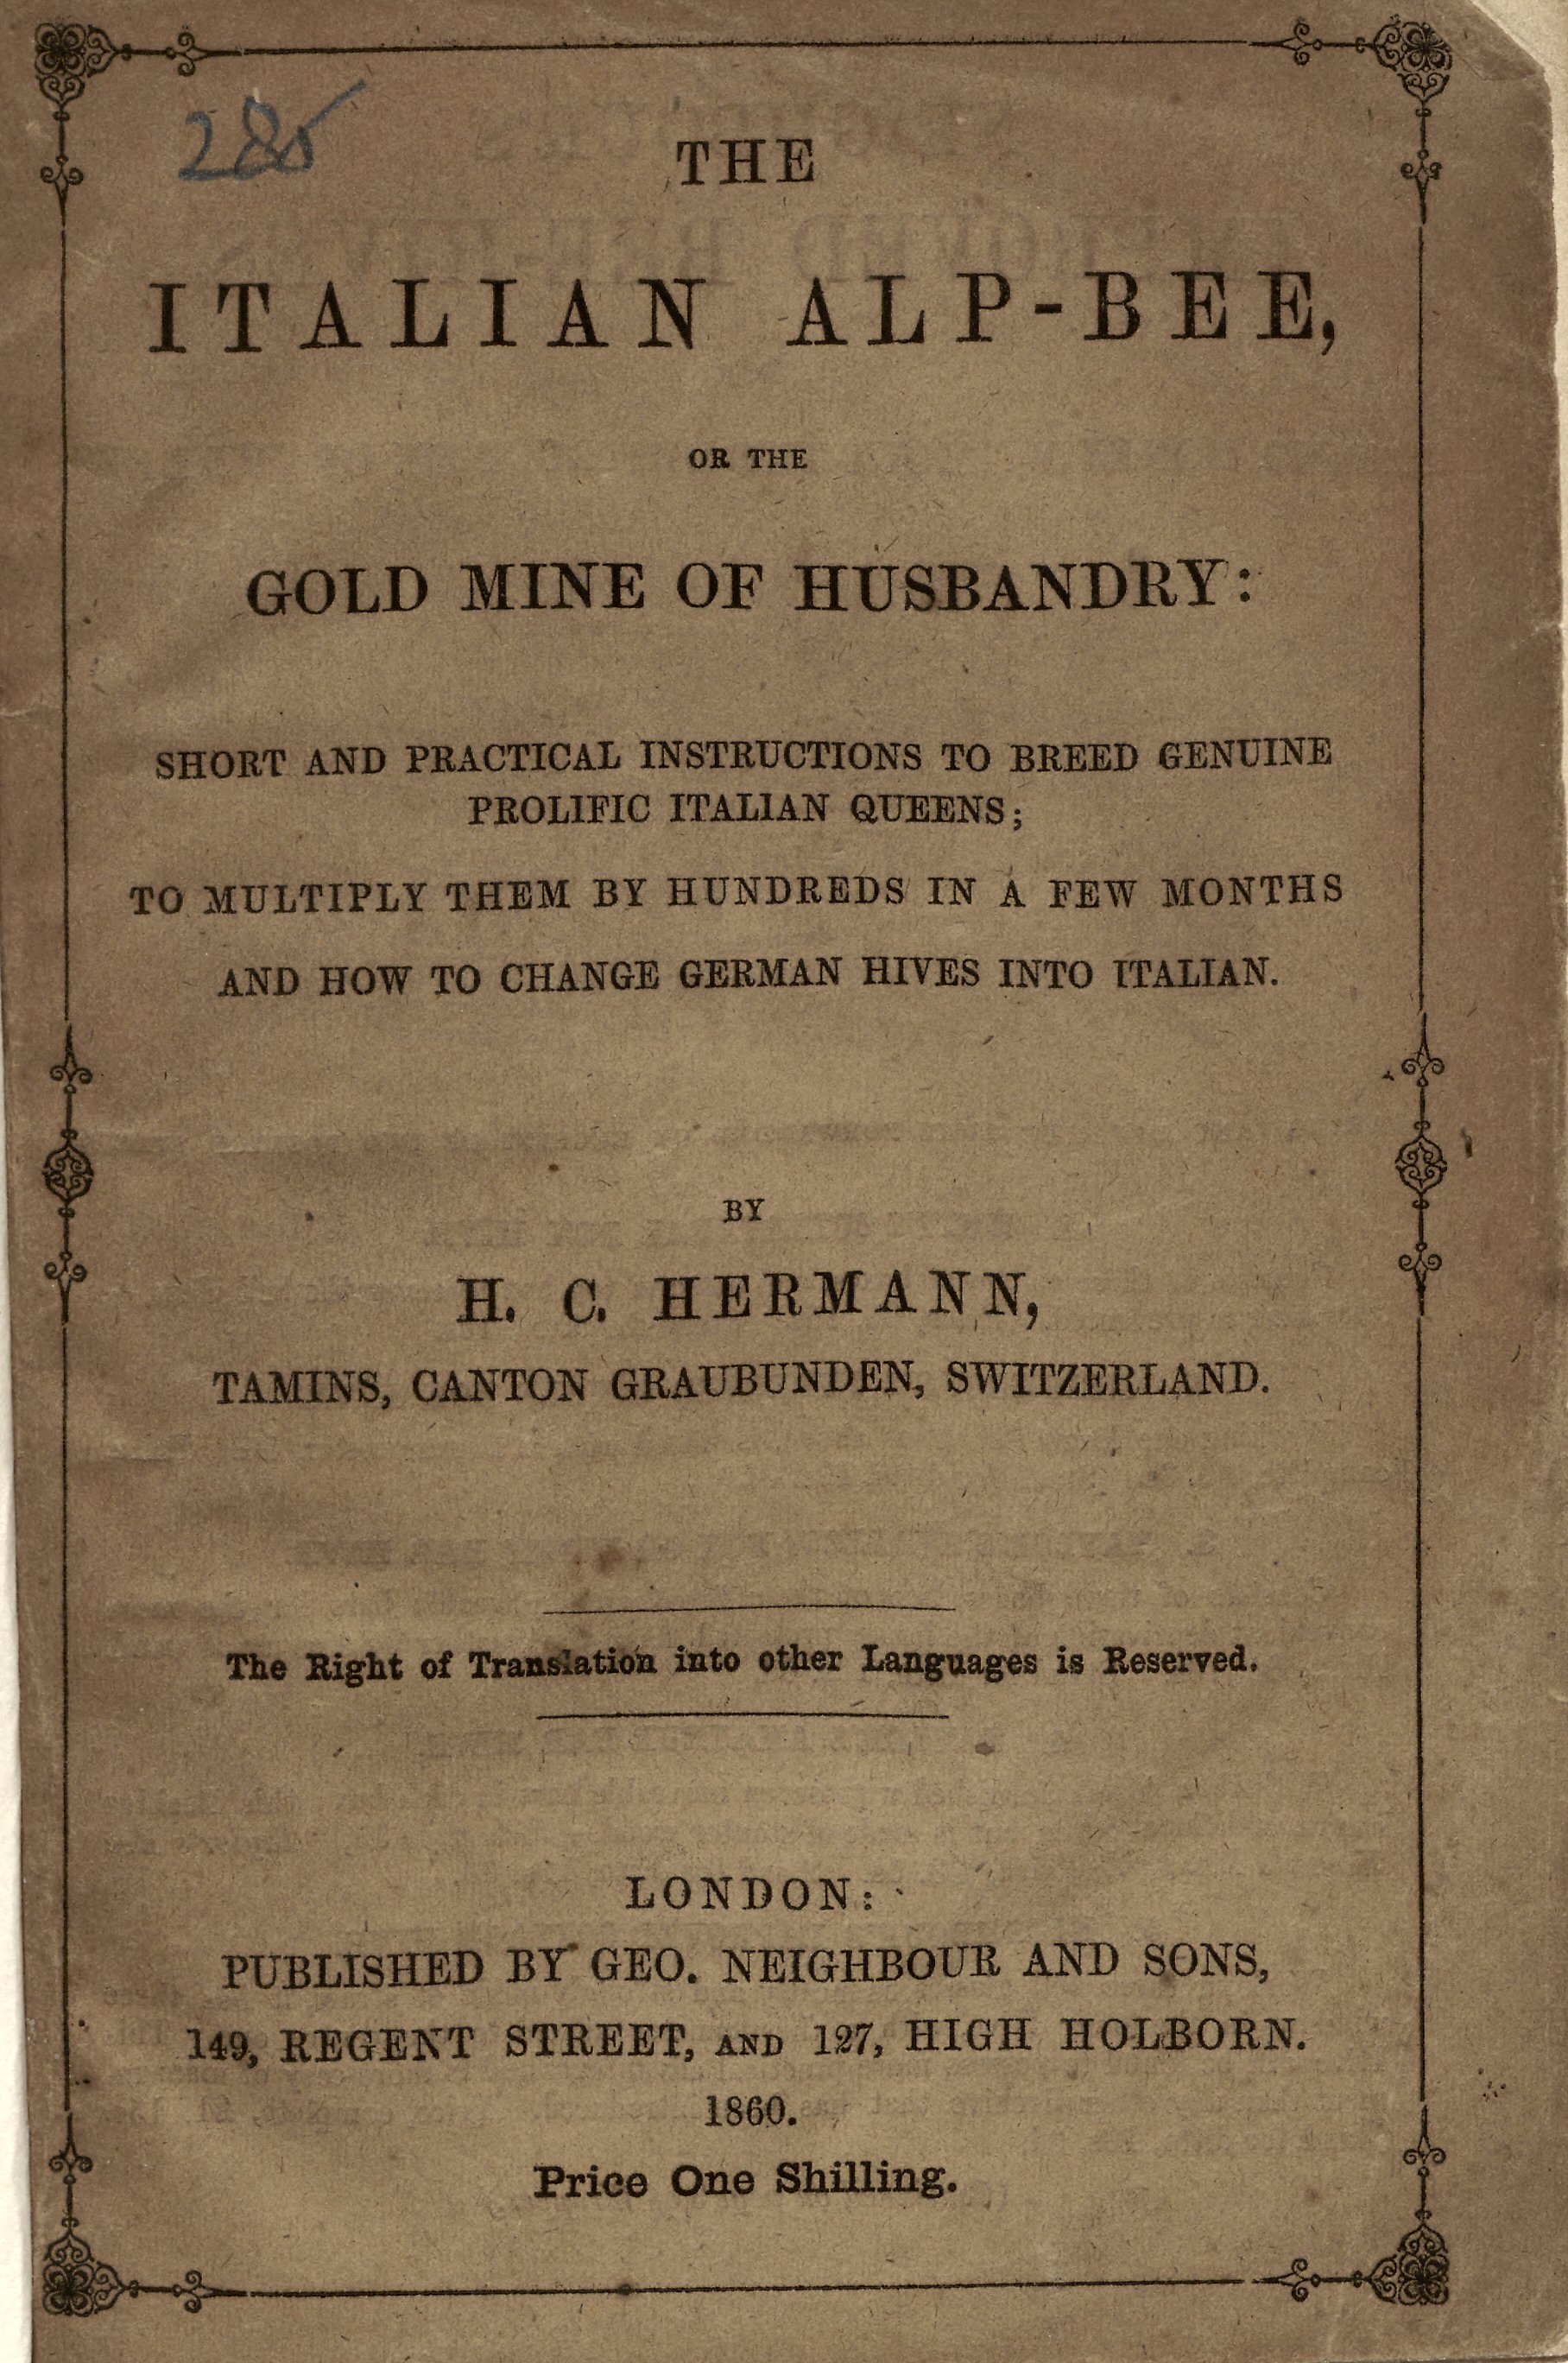 THE
ITALIAN ALP-BEE,
OR THE
GOLD MINE OF HUSBANDRY:
SHORT AND PRACTICAL INSTRUCTIONS TO BREED GENUINE
PROLIFIC ITALIAN QUEENS;
TO MULTIPLY THEM BY HUNDREDS IN A FEW MONTHS
AND HOW TO CHANGE GERMAN HIVES INTO ITALIAN.
BY
H. C. HERMANN,
TAMINS, CANTON GRAUBUNDEN, SWITZERLAND.
The Right of Translation into other Languages is Reserved.
LONDON:
PUBLISHED BY GEO. NEIGHBOUR AND SONS,
149, REGENT STREET, AND 127, HIGH HOLBORN.
1860.
Price One Shilling.